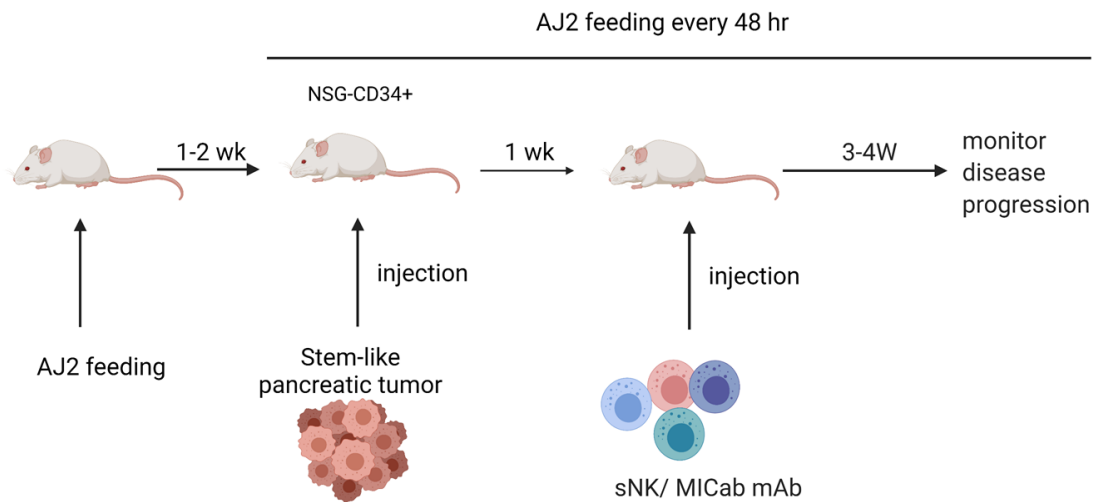 AJ2 feeding every 48 hr
NSG-CD34+
1-2 wk
1 wk
3-4W
monitor
disease
progression
injection
injection
AJ2 feeding
Stem-like
pancreatic tumor
sNK/ MICab mAb